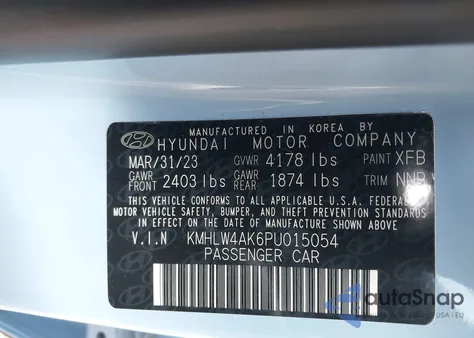 MANUFACTURED IN KOREA BY
HYUNDAI MOTOR COMPANY
MAR/31/23 GVWR 4178 lbs PAINT XFB
GAWR FRONT 2403 lbs GAWR REAR 1874 lbs TRIM NNB
THIS VEHICLE CONFORMS TO ALL APPLICABLE U.S.A. FEDERAL
MOTOR VEHICLE SAFETY, BUMPER, AND THEFT PREVENTION
STANDARDS IN EFFECT ON THE DATE OF MANUFACTURE
SHOWN ABOVE.
V.I.N KMHLW4AK6PU015054
PASSENGER CAR
autoSnap